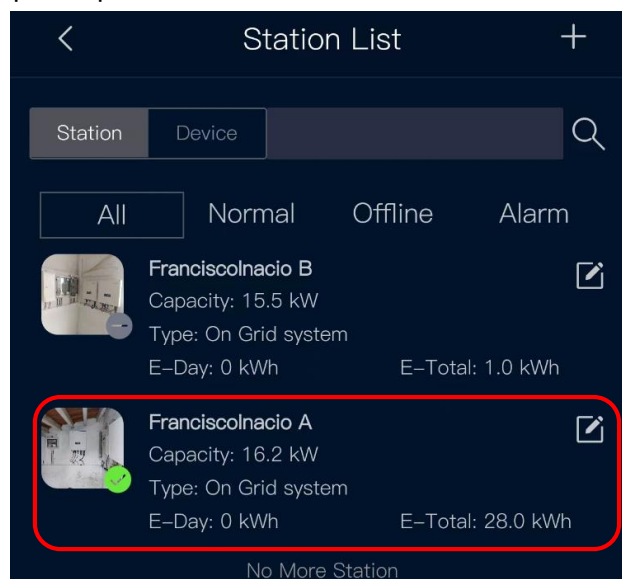 Station List
Station Device
All Normal Offline Alarm
FranciscoInacio B
Capacity: 15.5 kW
Type: On Grid system
E-Day: 0 kWh E-Total: 1.0 kWh
FranciscoInacio A
Capacity: 16.2 kW
Type: On Grid system
E-Day: 0 kWh E-Total: 28.0 kWh
No More Station